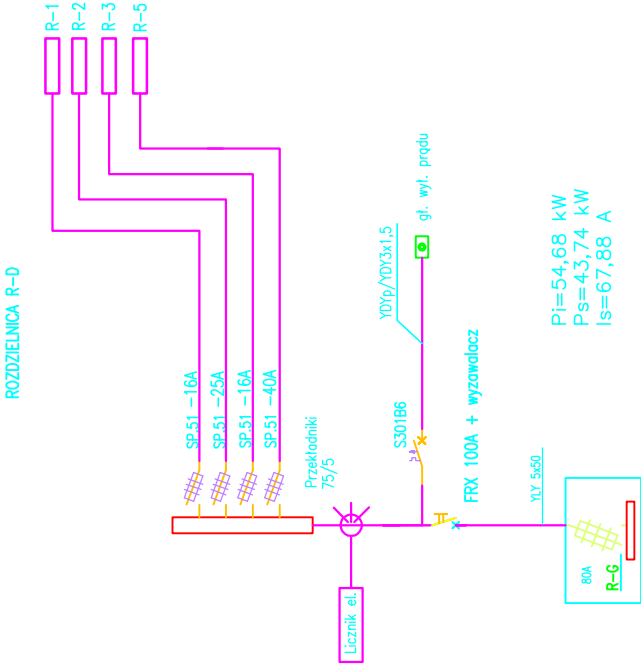 ROZDZIELNICA R-D
R-1
R-2
R-3
R-5
SP.51 -16A
SP.51 -25A
SP.51 -16A
SP.51 -40A
Przekładniki
75/5
Licznik el.
S301B6
YDYp/YDY3x1,5
gł. wył. prądu
FRX 100A + wyzawalacz
YLY 5x50
80A
R-G
Pi=54,68 kW
Ps=43,74 kW
Is=67,88 A